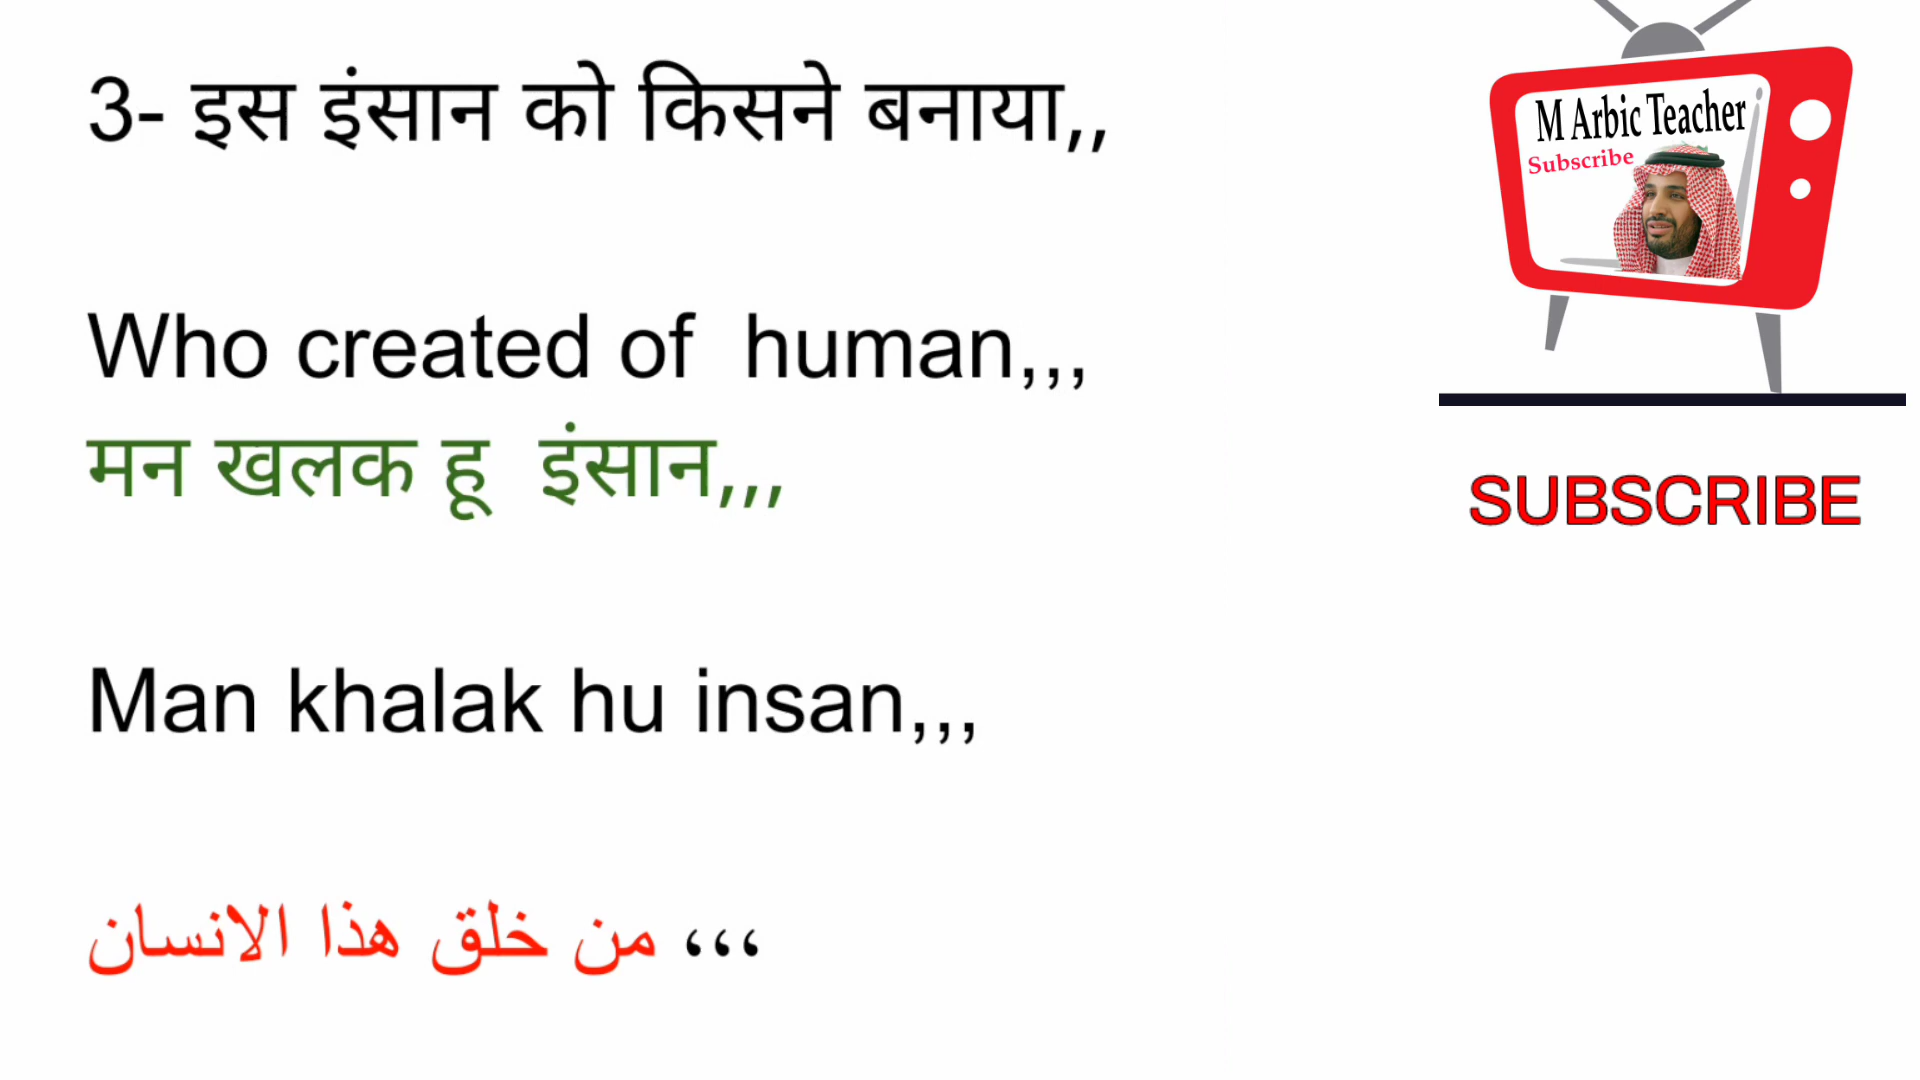 3- इस इंसान को किसने बनाया,,
Who created of human,,,
मन खलक हू इंसान,,,
Man khalak hu insan,,,
من خلق هذا الانسان ،،،
M Arbic Teacher
Subscribe
SUBSCRIBE